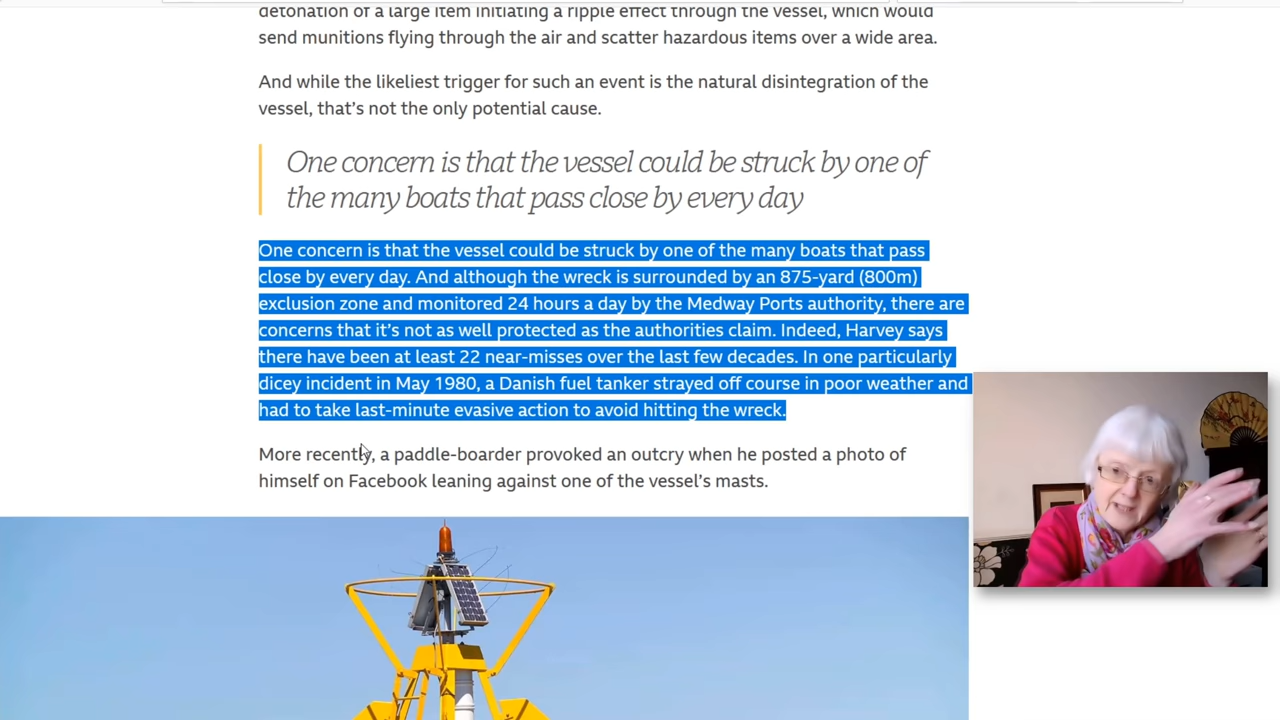 detonation of a large item initiating a ripple effect through the vessel, which would
send munitions flying through the air and scatter hazardous items over a wide area.
And while the likeliest trigger for such an event is the natural disintegration of the
vessel, that’s not the only potential cause.
One concern is that the vessel could be struck by one of
the many boats that pass close by every day
One concern is that the vessel could be struck by one of the many boats that pass
close by every day. And although the wreck is surrounded by an 875-yard (800m)
exclusion zone and monitored 24 hours a day by the Medway Ports authority, there are
concerns that it’s not as well protected as the authorities claim. Indeed, Harvey says
there have been at least 22 near-misses over the last few decades. In one particularly
dicey incident in May 1980, a Danish fuel tanker strayed off course in poor weather and
had to take last-minute evasive action to avoid hitting the wreck.
More recently, a paddle-boarder provoked an outcry when he posted a photo of
himself on Facebook leaning against one of the vessel’s masts.